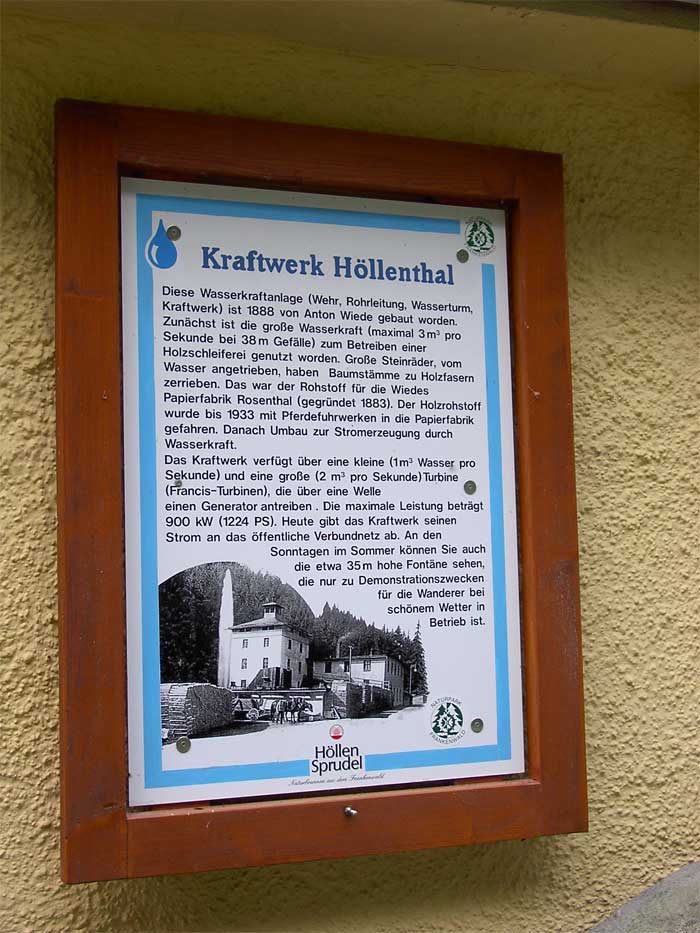 Kraftwerk Höllenthal
Diese Wasserkraftanlage (Wehr, Rohrleitung, Wasserturm,
Kraftwerk) ist 1888 von Anton Wiede gebaut worden.
Zunächst ist die große Wasserkraft (maximal 3 m³ pro
Sekunde bei 38 m Gefälle) zum Betreiben einer
Holzschleiferei genutzt worden. Große Steinräder, vom
Wasser angetrieben, haben Baumstämme zu Holzfasern
zerrieben. Das war der Rohstoff für die Wiedes
Papierfabrik Rosenthal (gegründet 1883). Der Holzrohstoff
wurde bis 1933 mit Pferdefuhrwerken in die Papierfabrik
gefahren. Danach Umbau zur Stromerzeugung durch
Wasserkraft.
Das Kraftwerk verfügt über eine kleine (1m³ Wasser pro
Sekunde) und eine große (2 m³ pro Sekunde) Turbine
(Francis-Turbinen), die über eine Welle
einen Generator antreiben . Die maximale Leistung beträgt
900 kW (1224 PS). Heute gibt das Kraftwerk seinen
Strom an das öffentliche Verbundnetz ab. An den
Sonntagen im Sommer können Sie auch
die etwa 35 m hohe Fontäne sehen,
die nur zu Demonstrationszwecken
für die Wanderer bei
schönem Wetter in
Betrieb ist.
NATURPARK
FRANKENWALD
Höllen
Sprudel
Naturbrunnen aus dem Frankenwald